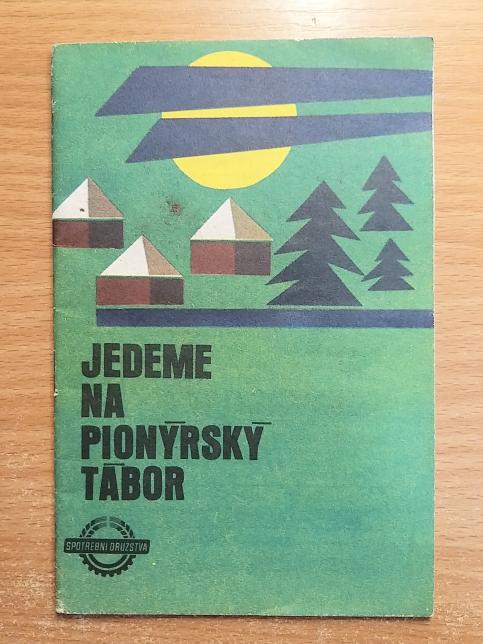 JEDEME
NA
PIONÝRSKÝ
TÁBOR
SPOTŘEBNÍ DRUŽSTVA